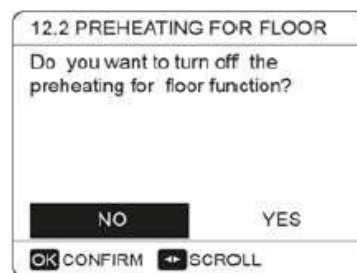 12.2 PREHEATING FOR FLOOR
Do you want to turn off the
preheating for floor function?
NO YES
OK CONFIRM ◄► SCROLL